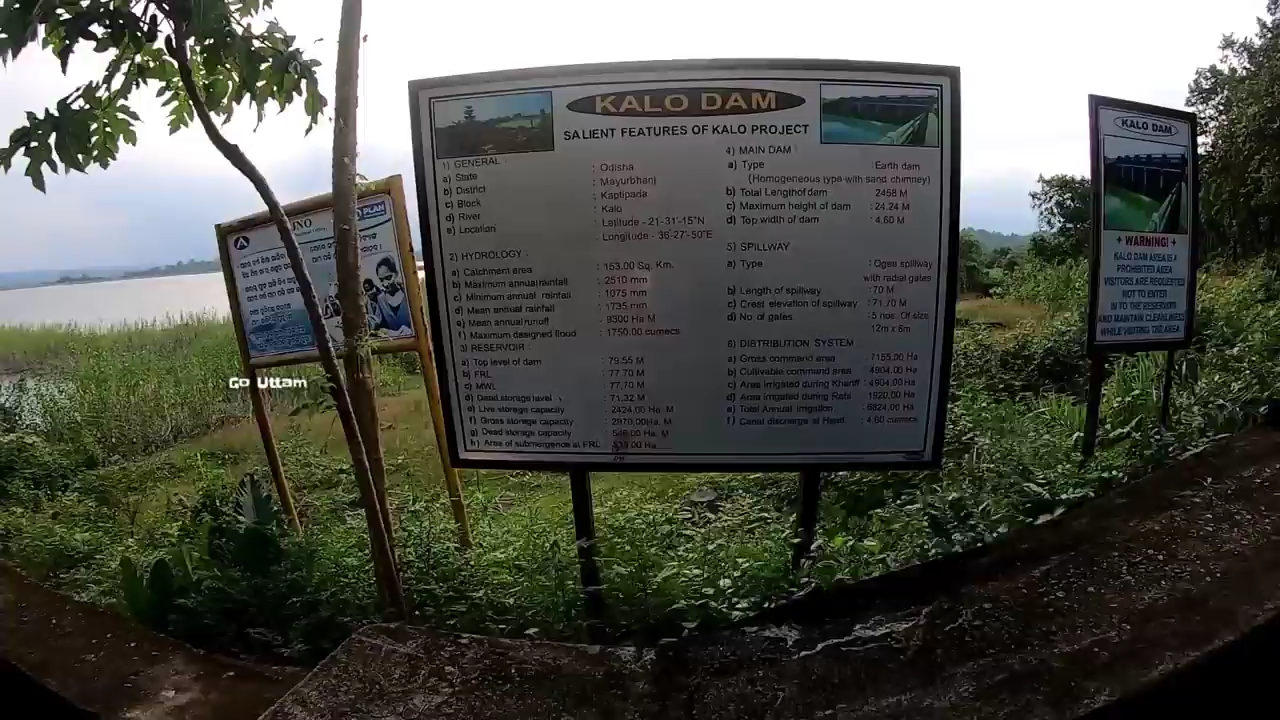 KALO DAM
SALIENT FEATURES OF KALO PROJECT
1) GENERAL :
a) State : Odisha
b) District : Mayurbhanj
c) Block : Kaptipada
d) River : Kalo
e) Location : Latitude - 21-31'-15"N
: Longitude - 36-27'-50"E
2) HYDROLOGY :
a) Catchment area : 153.00 Sq. Km.
b) Maximum annual rainfall : 2510 mm
c) Minimum annual rainfall : 1075 mm
d) Mean annual rainfall : 1735 mm
e) Mean annual runoff : 9300 Ha M
f) Maximum designed flood : 1750.00 cumecs
3) RESERVOIR :
a) Top level of dam : 79.55 M
b) FRL : 77.70 M
c) MWL : 77.70 M
d) Dead storage level : 71.32 M
e) Live storage capacity : 2424.00 Ha. M
f) Gross storage capacity : 2970.00Ha. M
g) Dead storage capacity : 546.00 Ha. M
h) Area of submergence at FRL : 00 Ha
4) MAIN DAM :
a) Type : Earth dam
(Homogeneous type with sand chimney)
b) Total Length of dam : 2458 M
c) Maximum height of dam : 24.24 M
d) Top width of dam : 4.60 M
5) SPILLWAY
a) Type : Ogee spillway
with radial gates
b) Length of spillway : 70 M
c) Crest elevation of spillway : 71.70 M
d) No of gates : 5 nos. Of size
12m x 6m
6) DISTRIBUTION SYSTEM
a) Gross command area : 7155.00 Ha
b) Cultivable command area : 4904.00 Ha
c) Area irrigated during Khariff : 4904.00 Ha
d) Area irrigated during Rabi : 1920.00 Ha
e) Total Annual irrigation : 6824.00 Ha
f) Canal discharge at Head : 4.60 cumecs
KALO DAM
+ WARNING! +
KALO DAM AREA IS A
PROHIBITED AREA
VISITORS ARE REQUESTED
NOT TO ENTER
IN TO THE RESERVOIR
AND MAINTAIN CLEANLINESS
WHILE VISITING THE AREA
PLAN
Go Uttam